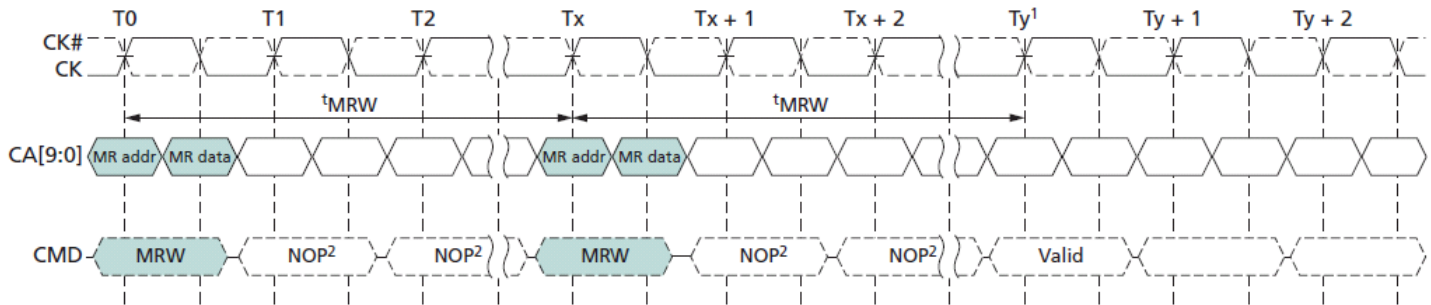 T0 T1 T2 Tx Tx + 1 Tx + 2 Ty¹ Ty + 1 Ty + 2
CK#
CK
ᵗMRW ᵗMRW
CA[9:0] MR addr MR data MR addr MR data
CMD MRW NOP² NOP² MRW NOP² NOP² Valid